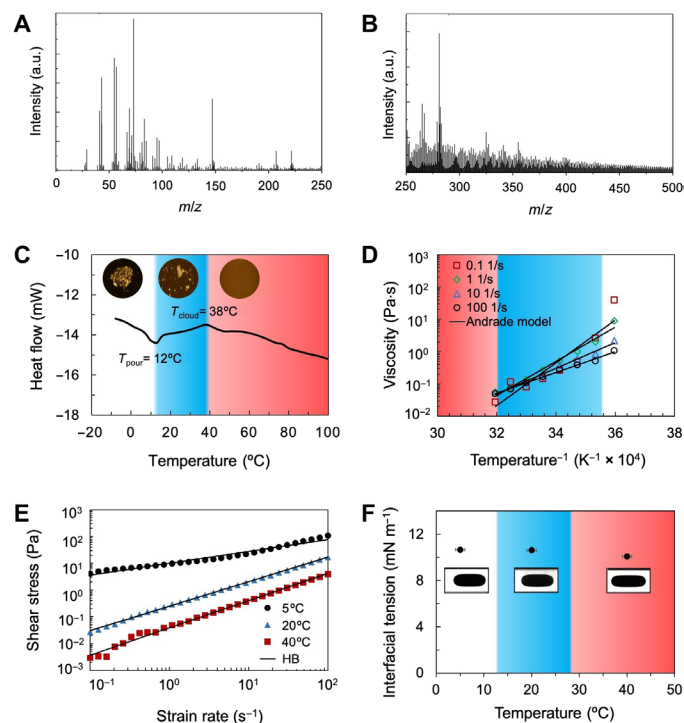 A
Intensity (a.u.)
0
50
100
150
200
250
m/z
B
Intensity (a.u.)
250
300
350
400
450
500
m/z
C
Heat flow (mW)
−10
−12
−14
−16
−18
Tcloud = 38ºC
Tpour = 12ºC
−20
0
20
40
60
80
100
Temperature (ºC)
D
Viscosity (Pa·s)
10³
10²
10¹
10⁰
10⁻¹
10⁻²
0.1 1/s
1 1/s
10 1/s
100 1/s
Andrade model
30
32
34
36
38
Temperature⁻¹ (K⁻¹ × 10⁴)
E
Shear stress (Pa)
10³
10²
10¹
10⁰
10⁻¹
10⁻²
10⁻³
5ºC
20ºC
40ºC
HB
10⁻¹
10⁰
10¹
10²
Strain rate (s⁻¹)
F
Interfacial tension (mN m⁻¹)
12
8
4
0
0
10
20
30
40
50
Temperature (ºC)